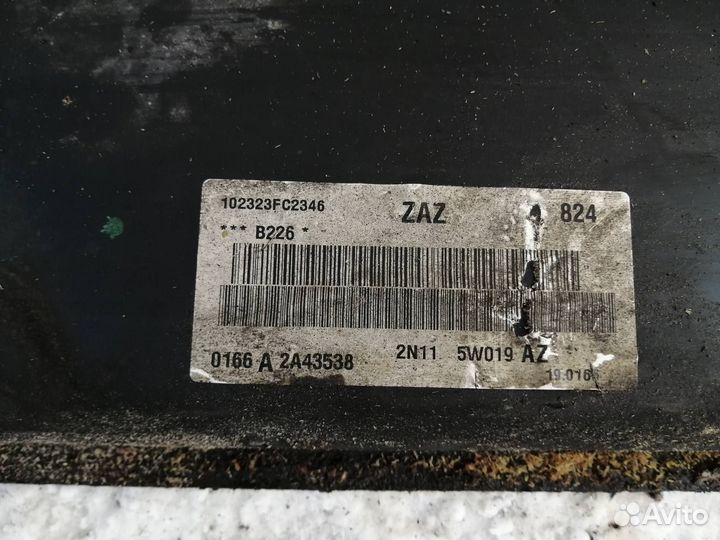 102323FC2346 ZAZ 824
*** B226 *
0166 A 2A43538 2N11 5W019 AZ
19.016
Avito